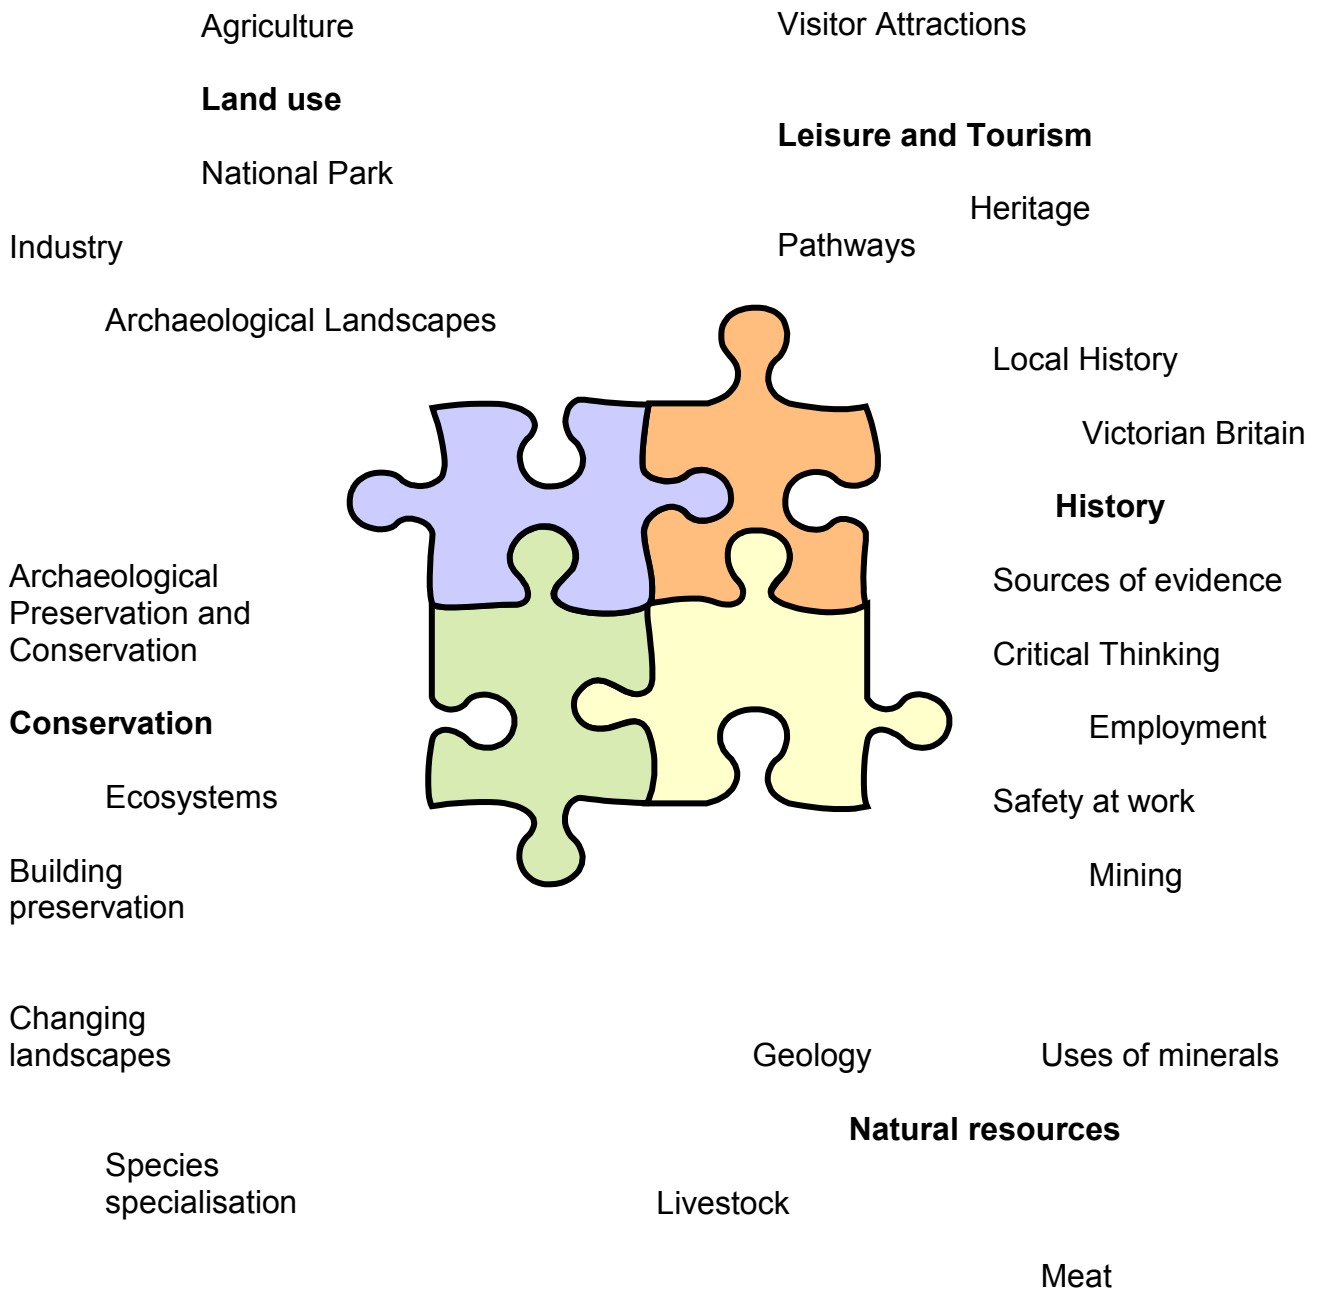 Agriculture
Visitor Attractions
Land use
Leisure and Tourism
National Park
Heritage
Industry
Pathways
Archaeological Landscapes
Local History
Victorian Britain
History
Archaeological
Preservation and
Conservation
Sources of evidence
Critical Thinking
Conservation
Employment
Ecosystems
Safety at work
Building
preservation
Mining
Changing
landscapes
Geology
Uses of minerals
Natural resources
Species
specialisation
Livestock
Meat